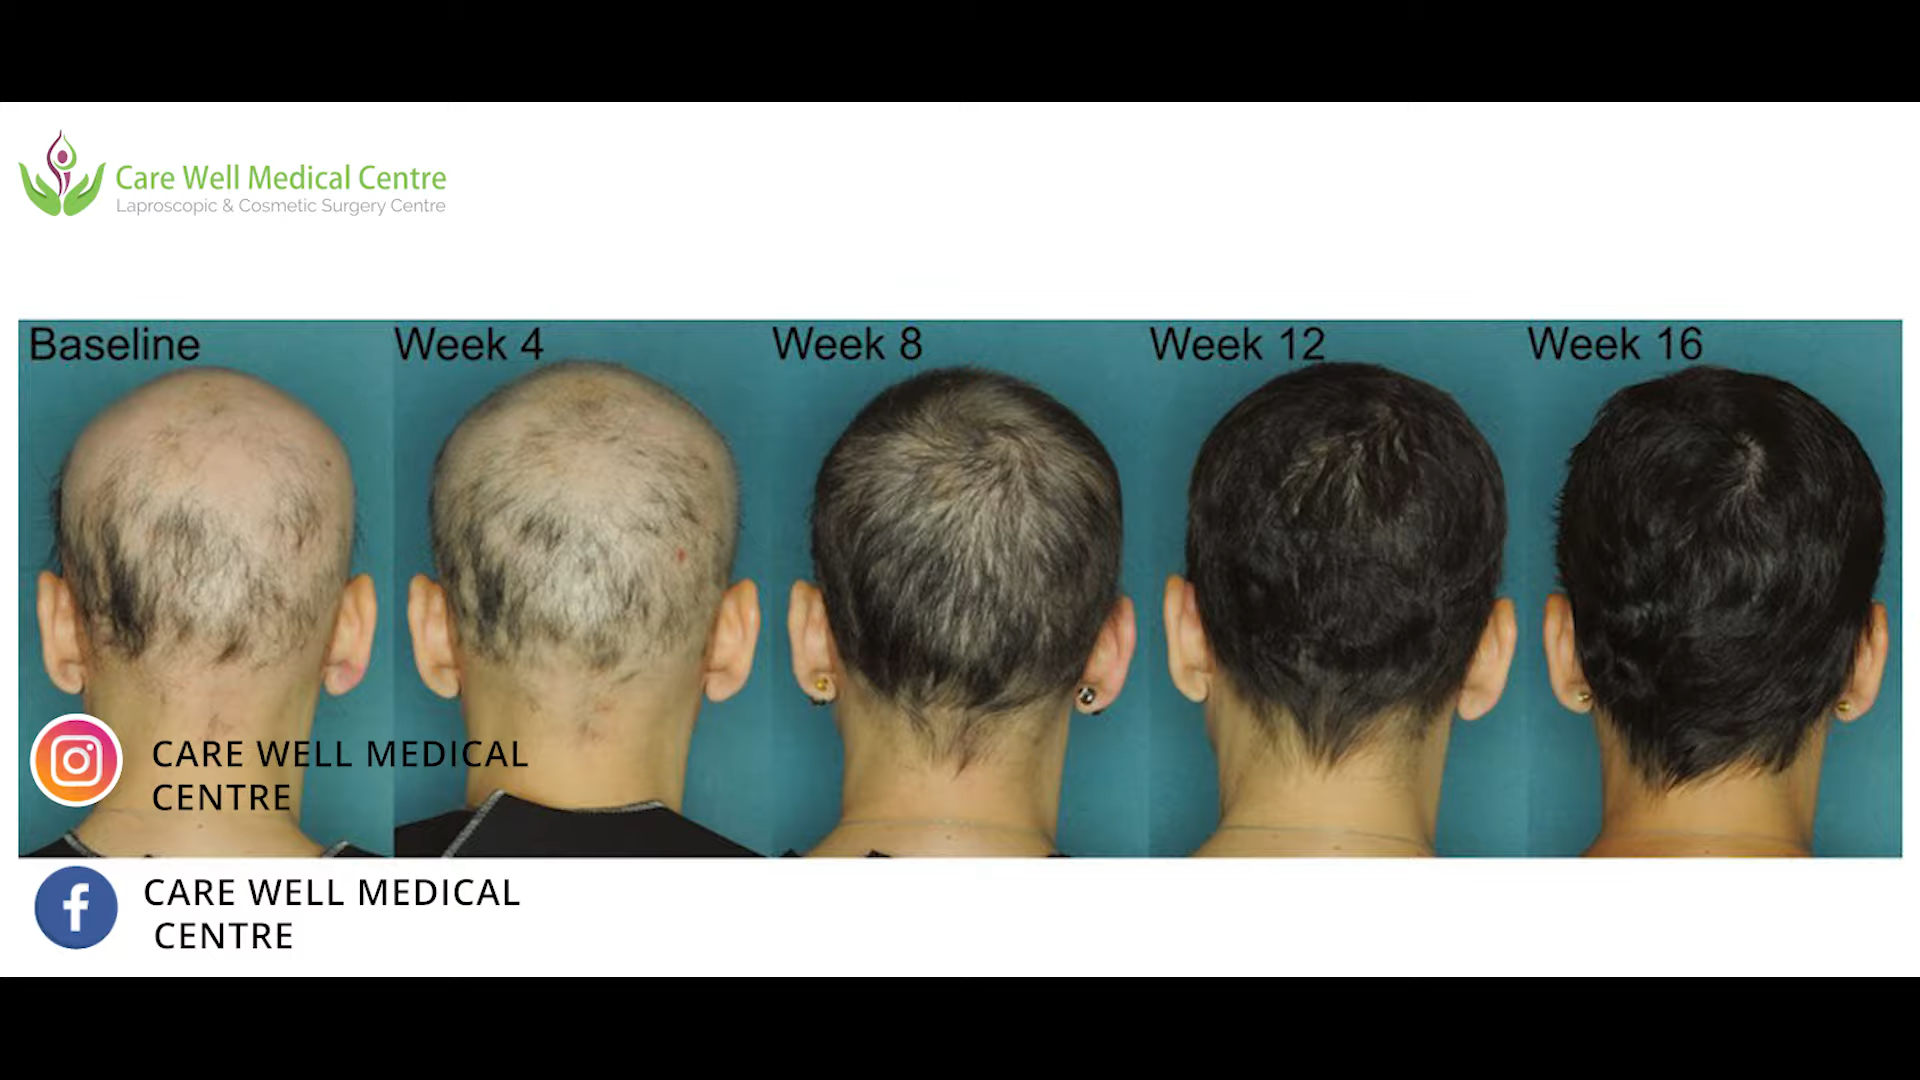 Care Well Medical Centre
Laproscopic & Cosmetic Surgery Centre
Baseline
Week 4
Week 8
Week 12
Week 16
CARE WELL MEDICAL
CENTRE
CARE WELL MEDICAL
CENTRE